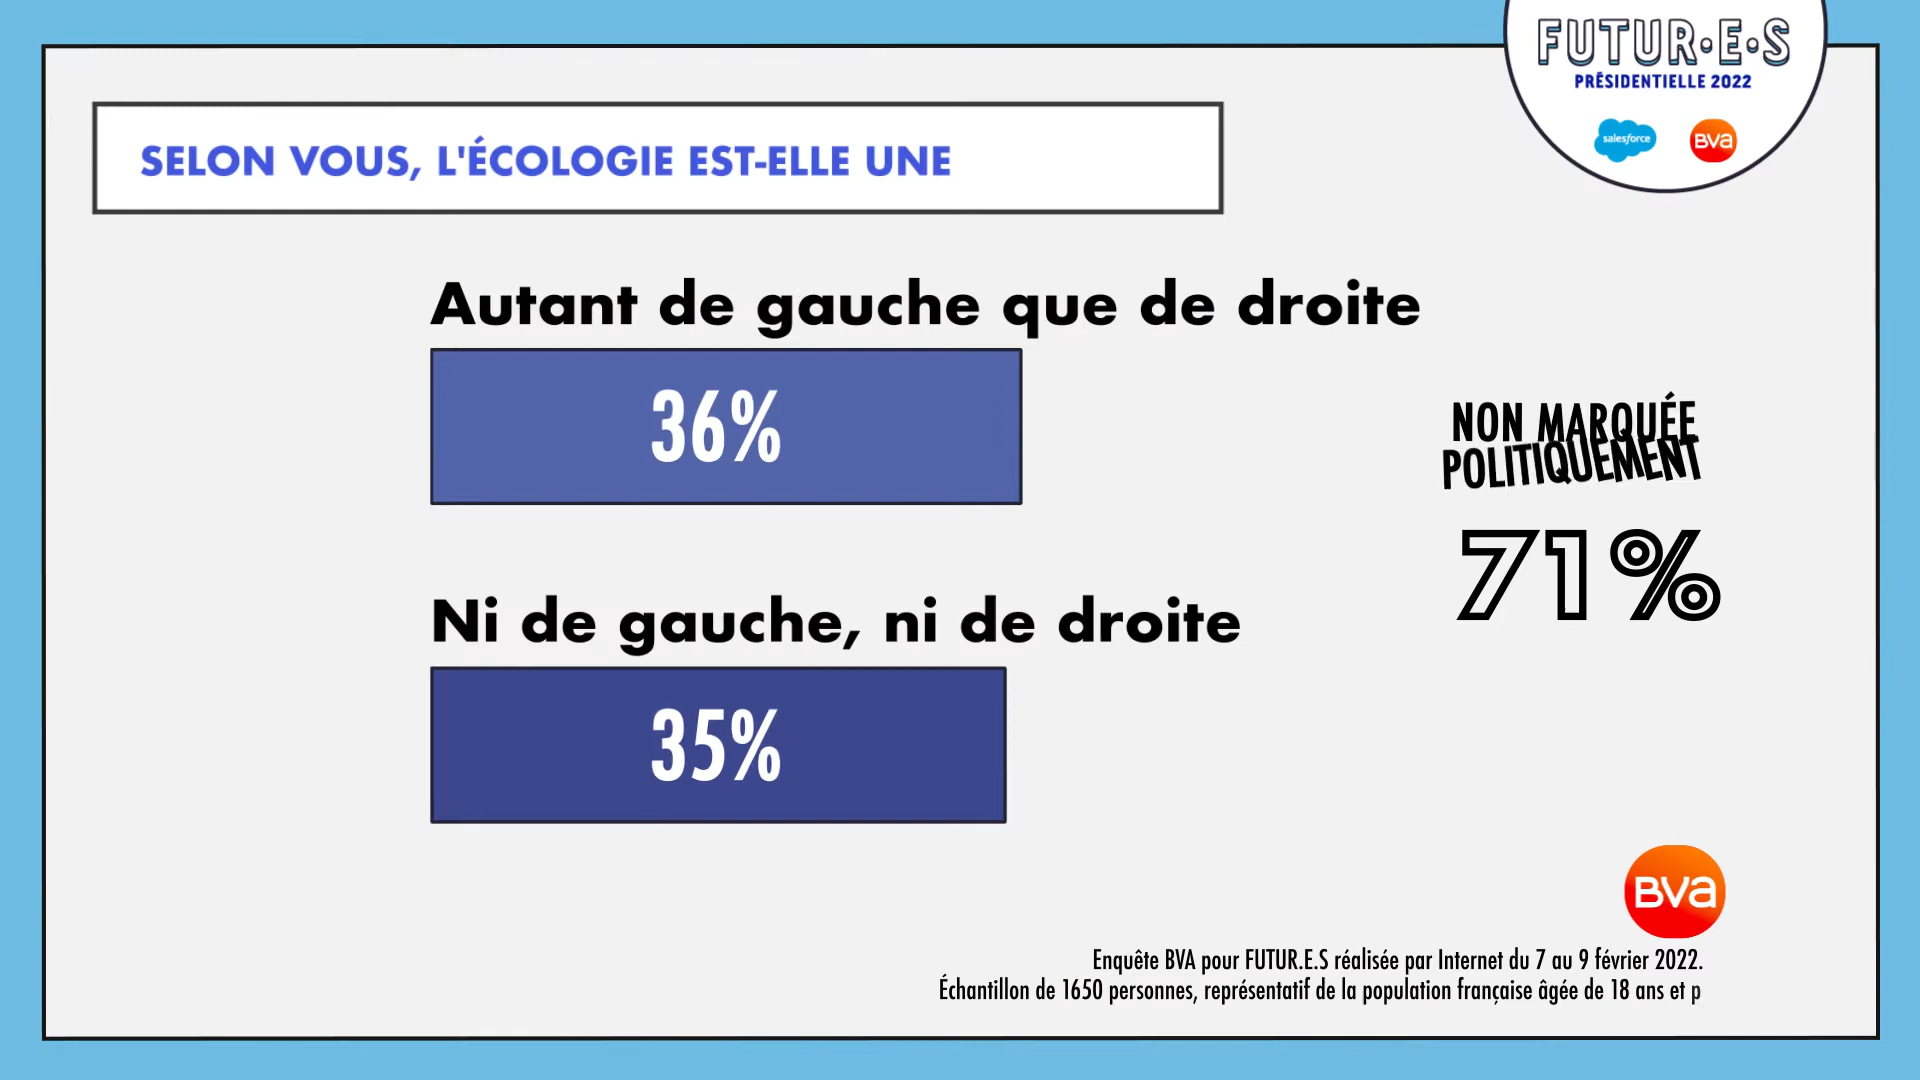 FUTUR•E•S
PRÉSIDENTIELLE 2022
salesforce
BVA
SELON VOUS, L'ÉCOLOGIE EST-ELLE UNE
Autant de gauche que de droite
36%
NON MARQUÉE
POLITIQUEMENT
71%
Ni de gauche, ni de droite
35%
BVA
Enquête BVA pour FUTUR.E.S réalisée par Internet du 7 au 9 février 2022.
Échantillon de 1650 personnes, représentatif de la population française âgée de 18 ans et p